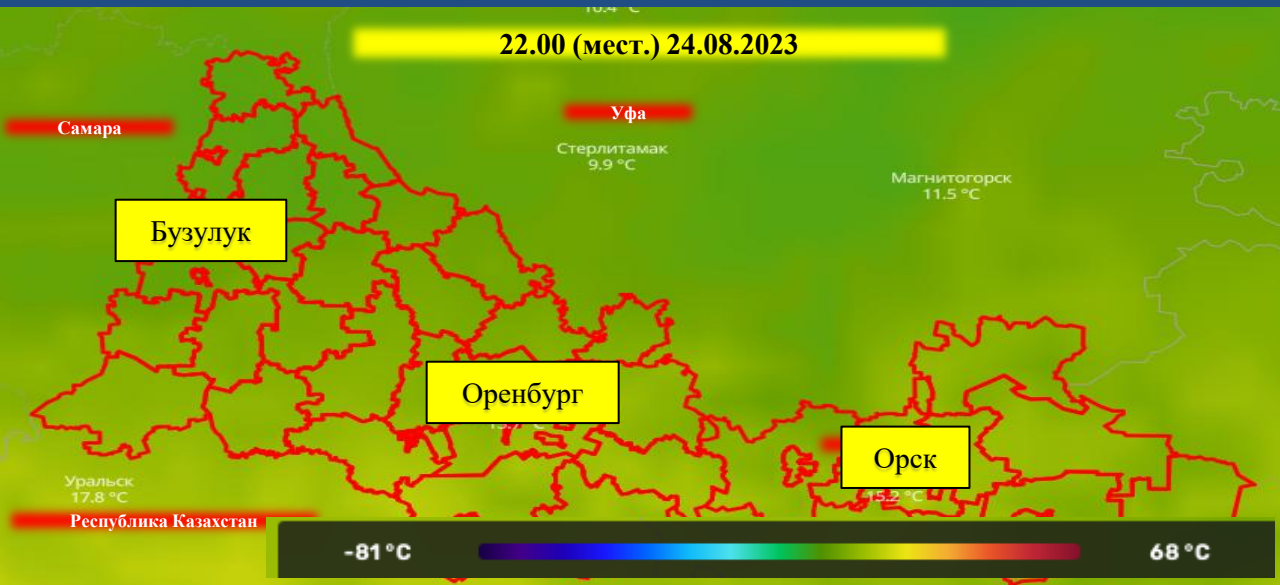 22.00 (мест.) 24.08.2023
Уфа
Самара
Стерлитамак
9.9 °C
Магнитогорск
11.5 °C
Бузулук
Оренбург
Орск
15.2 °C
Уральск
17.8 °C
Республика Казахстан
-81°C
68°C